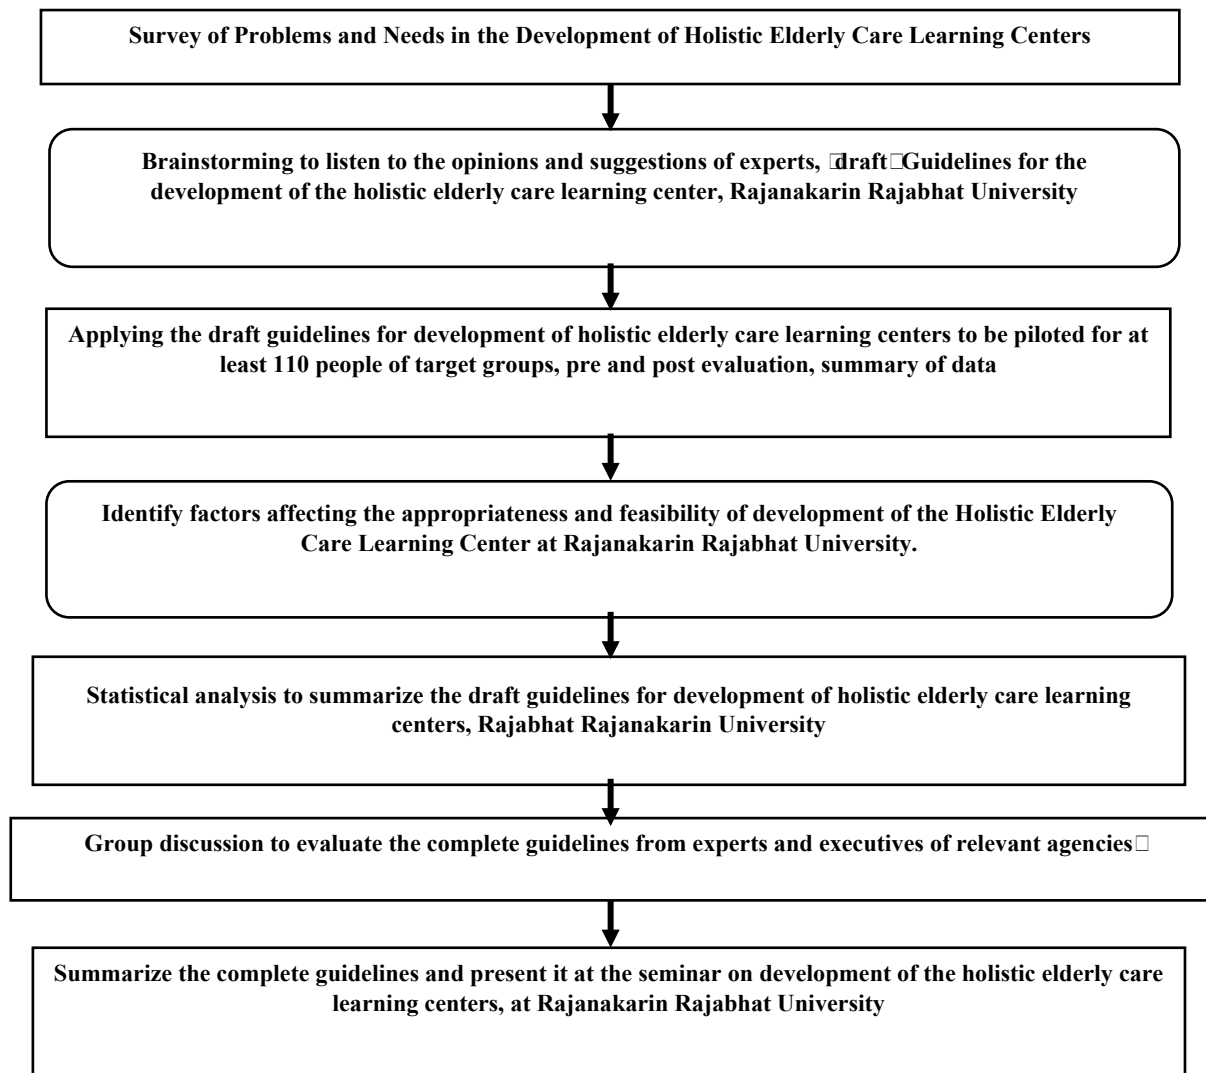 Survey of Problems and Needs in the Development of Holistic Elderly Care Learning Centers
Brainstorming to listen to the opinions and suggestions of experts, □draft□Guidelines for the
development of the holistic elderly care learning center, Rajanakarin Rajabhat University
Applying the draft guidelines for development of holistic elderly care learning centers to be piloted for at
least 110 people of target groups, pre and post evaluation, summary of data
Identify factors affecting the appropriateness and feasibility of development of the Holistic Elderly
Care Learning Center at Rajanakarin Rajabhat University.
Statistical analysis to summarize the draft guidelines for development of holistic elderly care learning
centers, Rajabhat Rajanakarin University
Group discussion to evaluate the complete guidelines from experts and executives of relevant agencies□
Summarize the complete guidelines and present it at the seminar on development of the holistic elderly care
learning centers, at Rajanakarin Rajabhat University